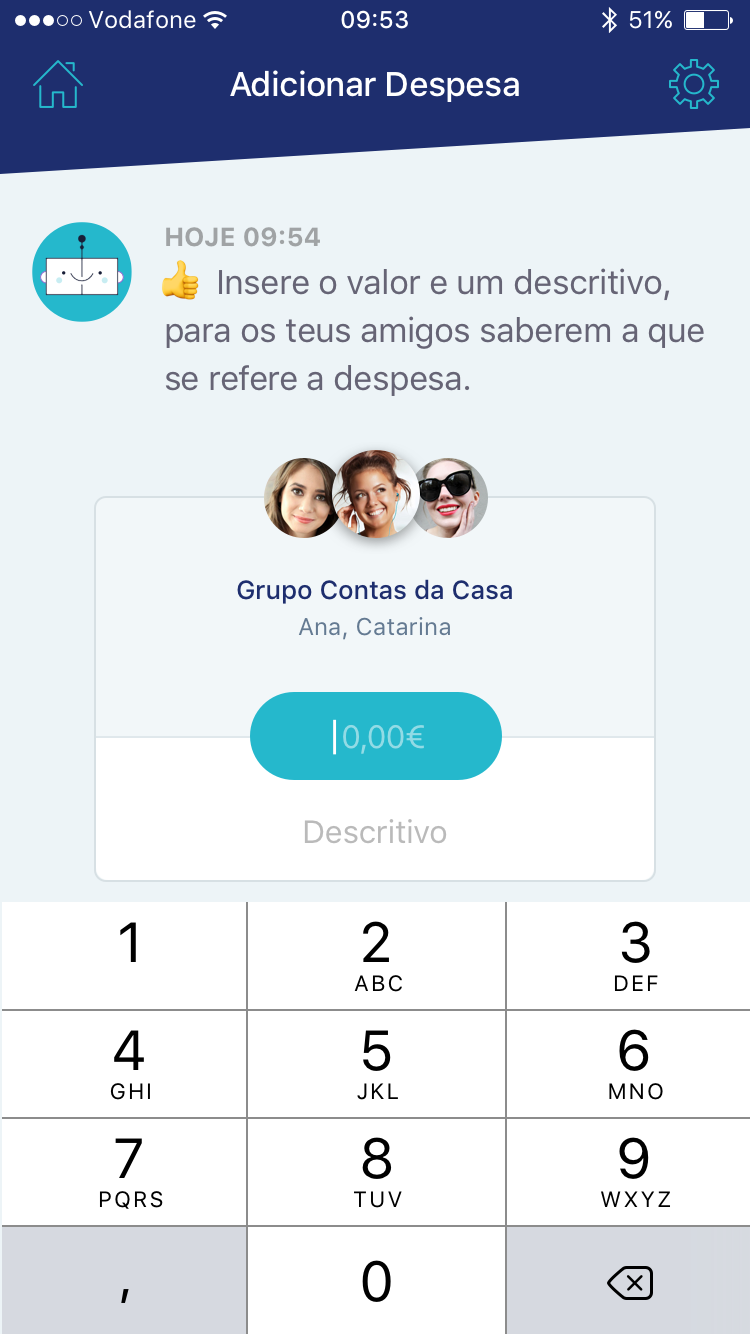 Vodafone 09:53 51%
Adicionar Despesa
HOJE 09:54
👍 Insere o valor e um descritivo,
para os teus amigos saberem a que
se refere a despesa.
Grupo Contas da Casa
Ana, Catarina
0,00€
Descritivo
1 2 3
ABC DEF
4 5 6
GHI JKL MNO
7 8 9
PQRS TUV WXYZ
, 0